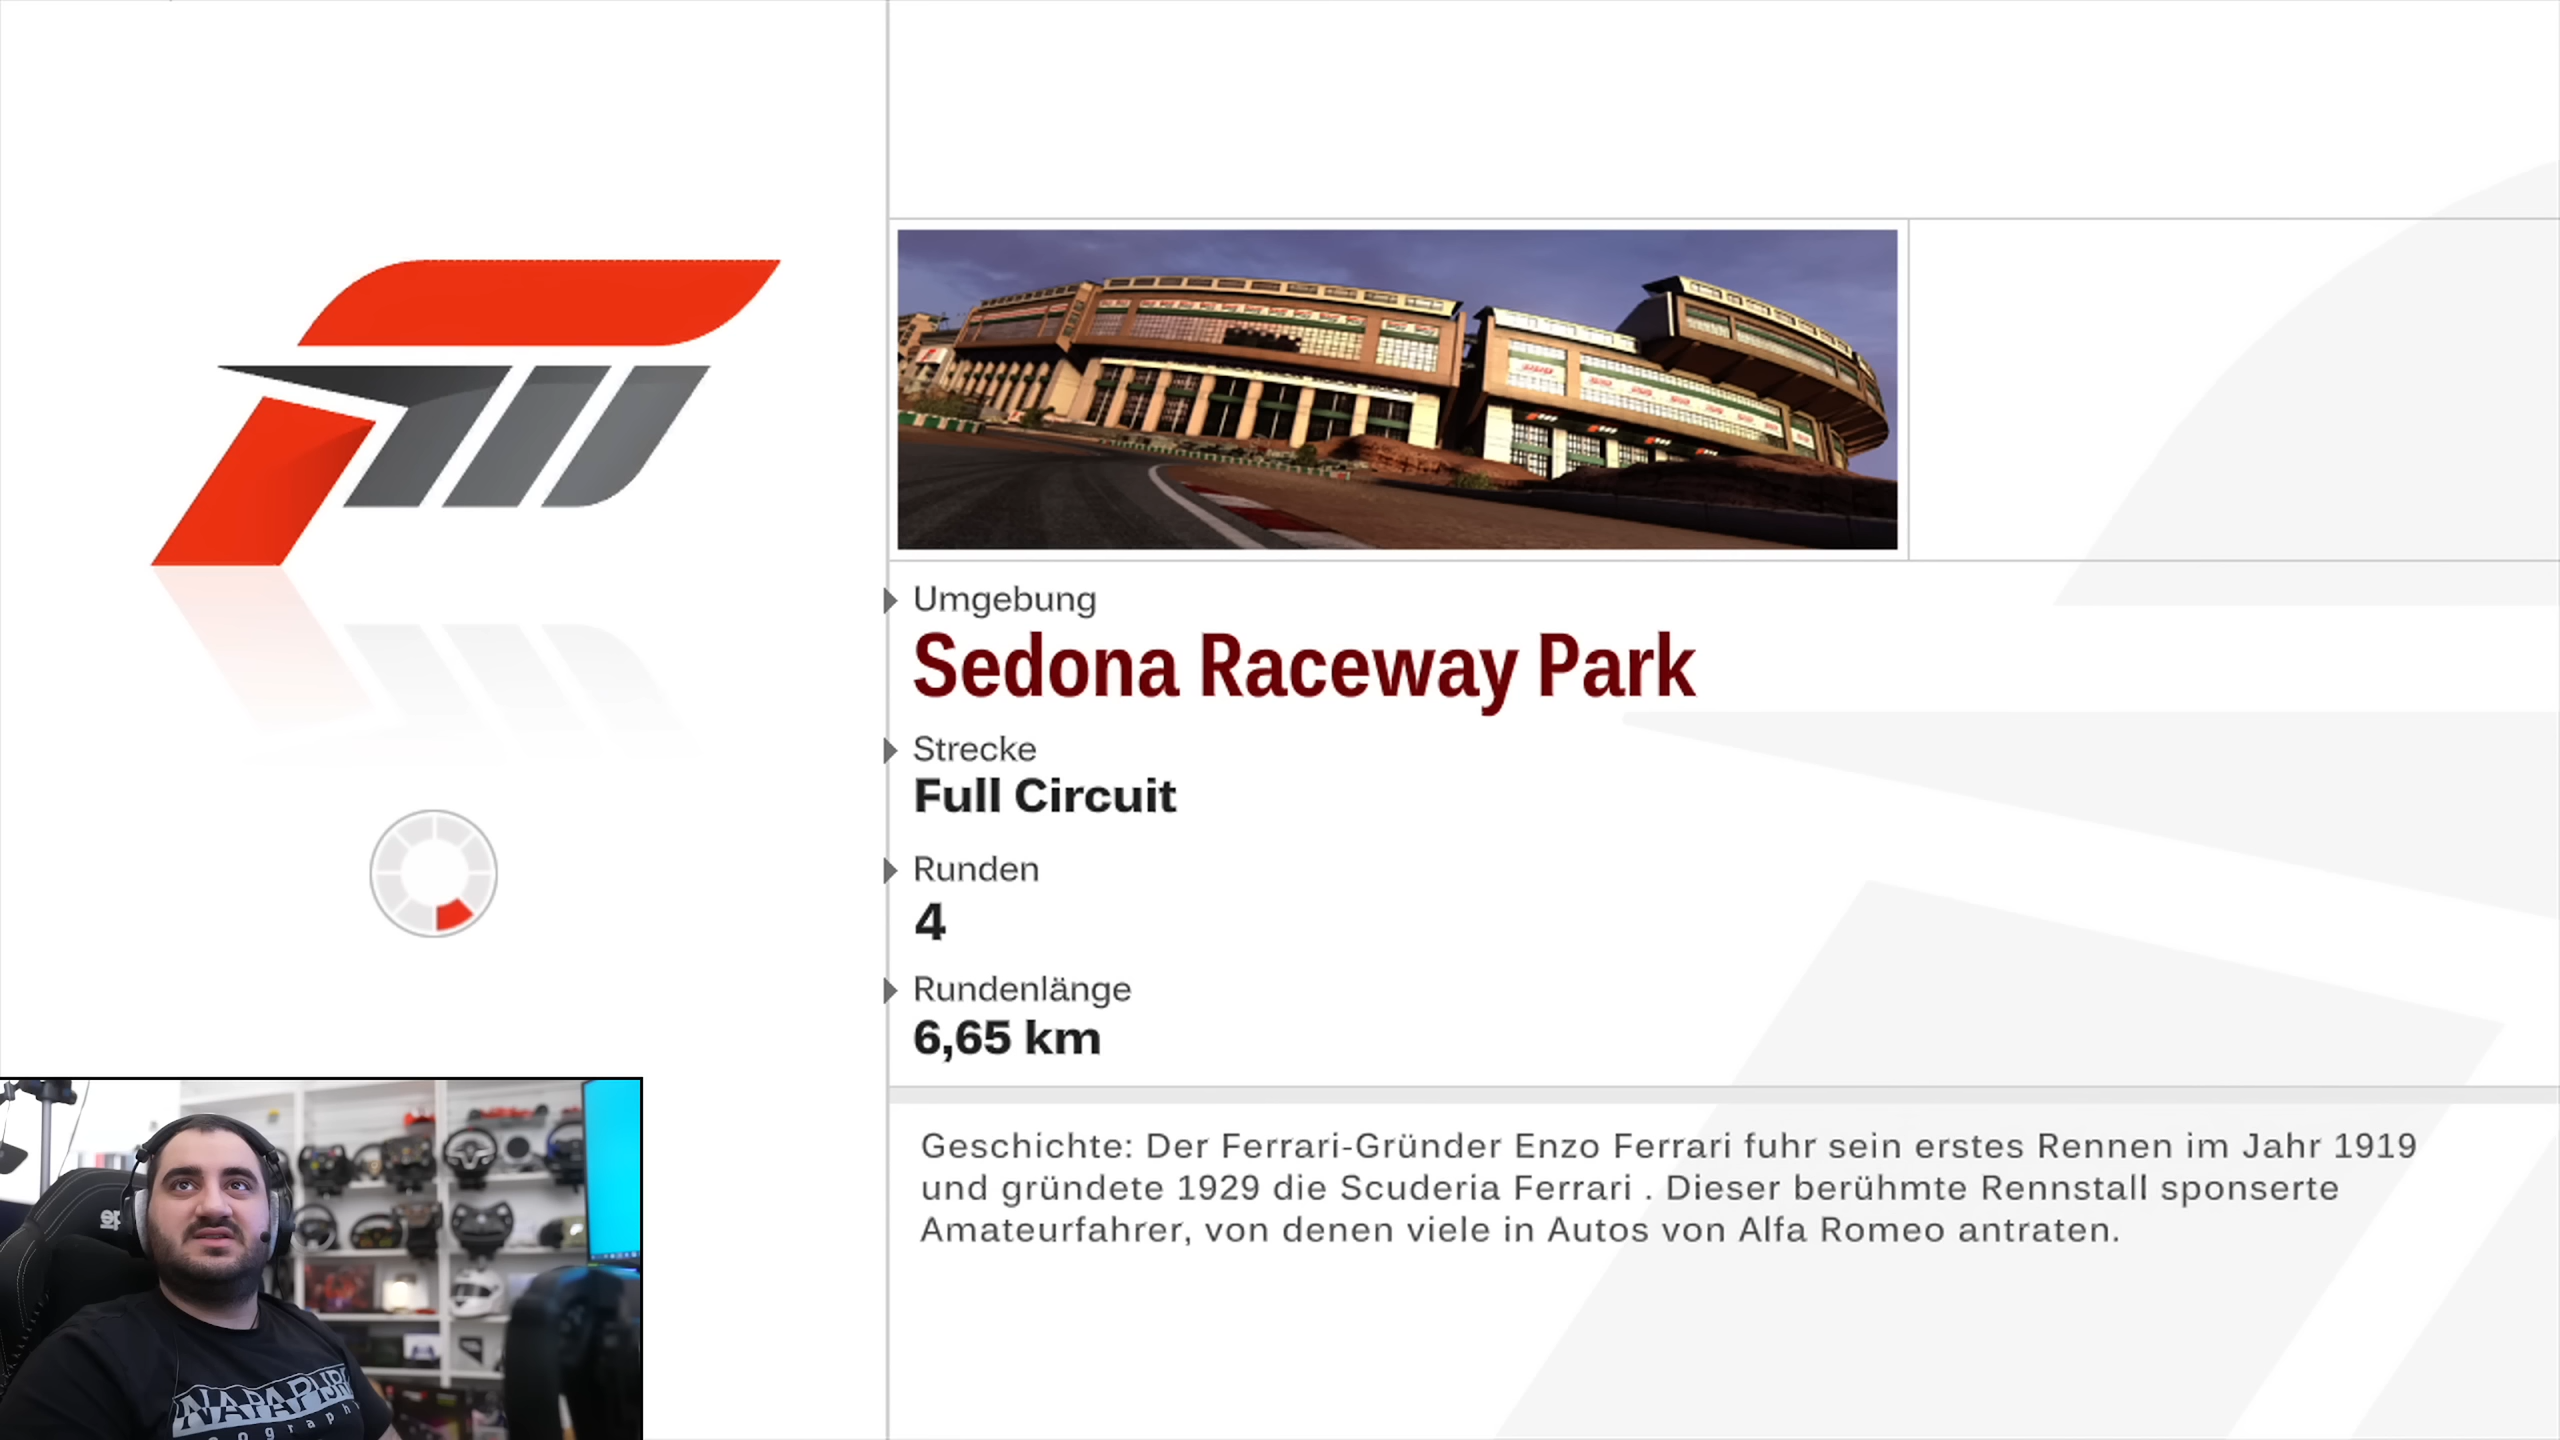 Umgebung
Sedona Raceway Park
Strecke
Full Circuit
Runden
4
Rundenlänge
6,65 km
Geschichte: Der Ferrari-Gründer Enzo Ferrari fuhr sein erstes Rennen im Jahr 1919
und gründete 1929 die Scuderia Ferrari . Dieser berühmte Rennstall sponserte
Amateurfahrer, von denen viele in Autos von Alfa Romeo antraten.